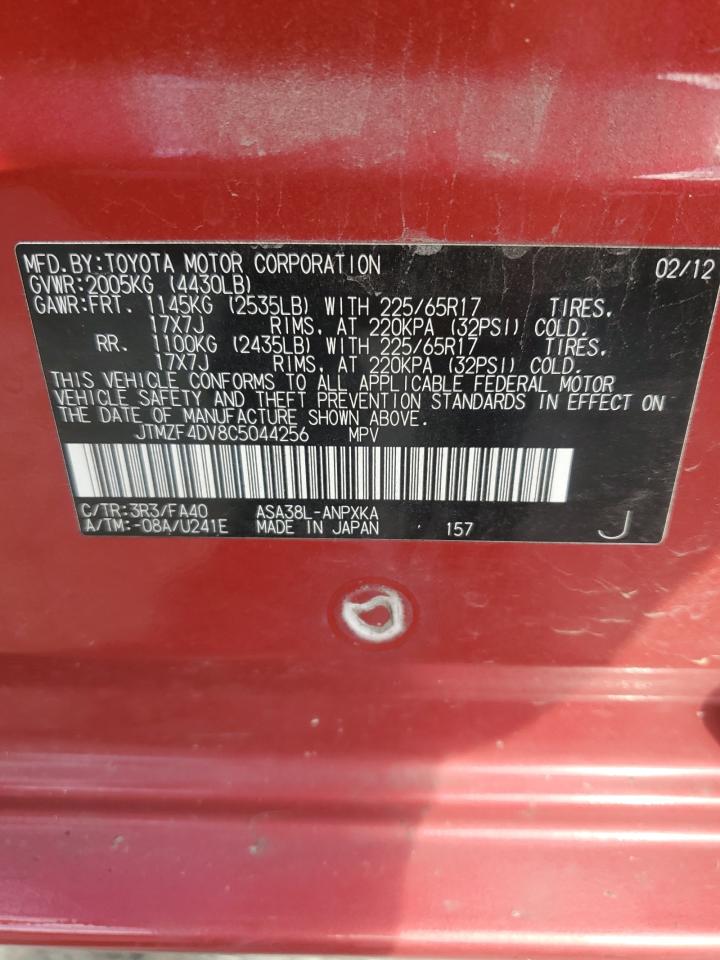 MFD.BY:TOYOTA MOTOR CORPORATION 02/12
GVWR:2005KG (4430LB)
GAWR:FRT. 1145KG (2535LB) WITH 225/65R17 TIRES,
17X7J RIMS, AT 220KPA (32PSI) COLD.
RR. 1100KG (2435LB) WITH 225/65R17 TIRES,
17X7J RIMS, AT 220KPA (32PSI) COLD.
THIS VEHICLE CONFORMS TO ALL APPLICABLE FEDERAL MOTOR
VEHICLE SAFETY AND THEFT PREVENTION STANDARDS IN EFFECT ON
THE DATE OF MANUFACTURE SHOWN ABOVE.
JTMZF4DV8C5044256 MPV
C/TR:3R3/FA40 ASA38L-ANPXKA
A/TM:-08A/U241E MADE IN JAPAN 157 J